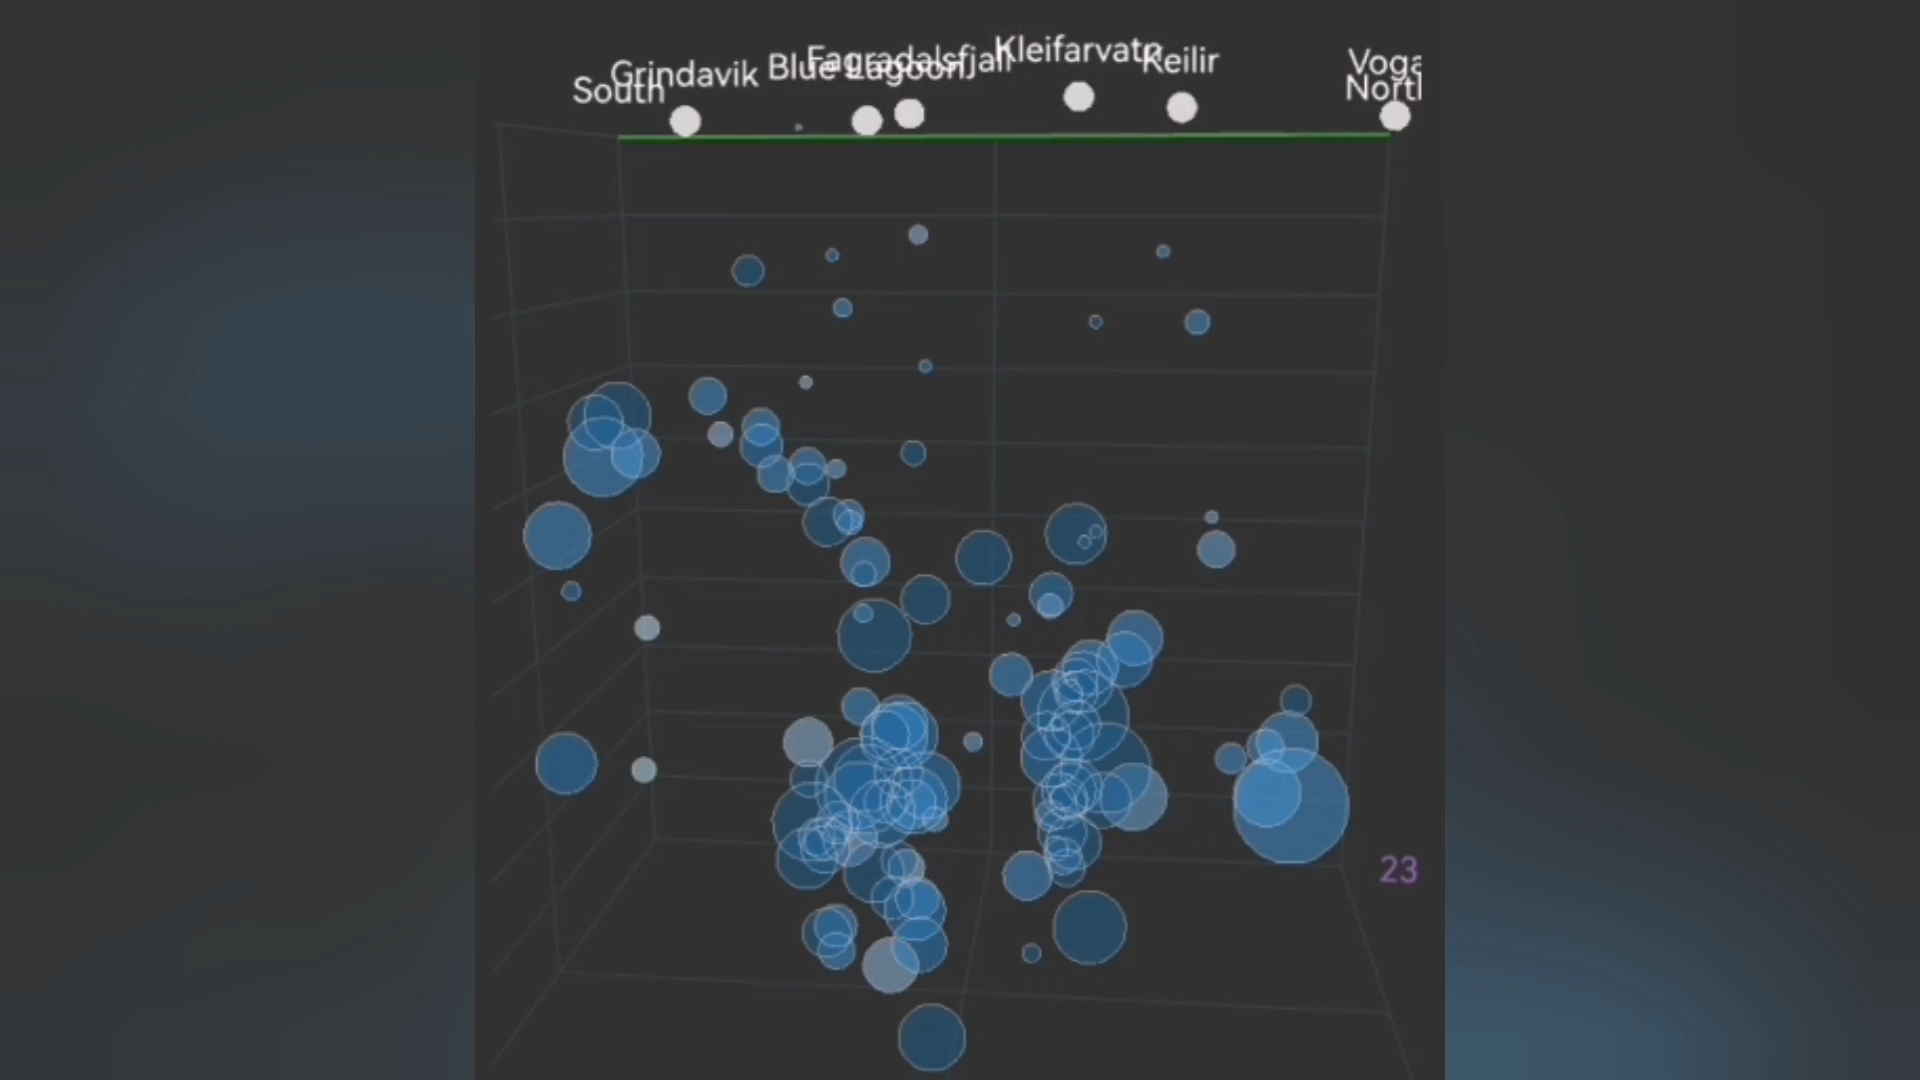 South
Grindavik
Blue Lagoon
Fagradalsfjall
Kleifarvatn
Keilir
Voga
North
23